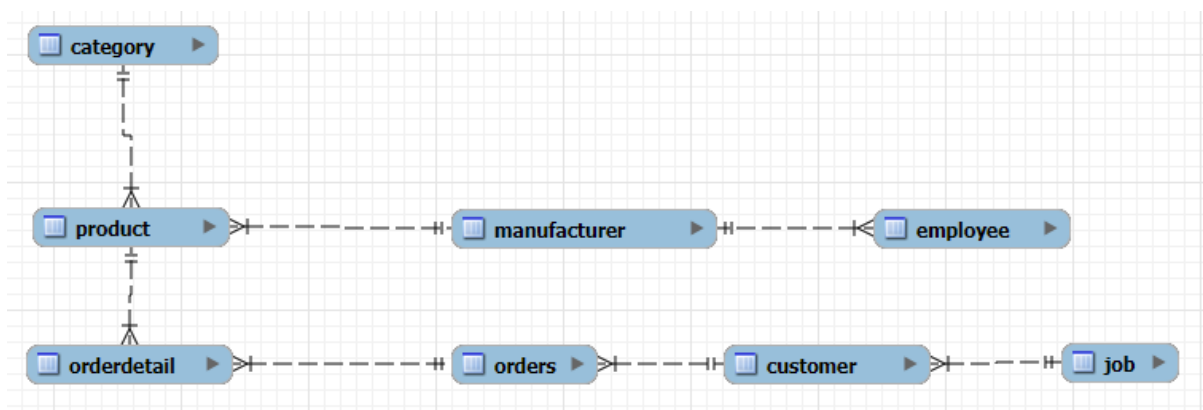 category
product
manufacturer
employee
orderdetail
orders
customer
job